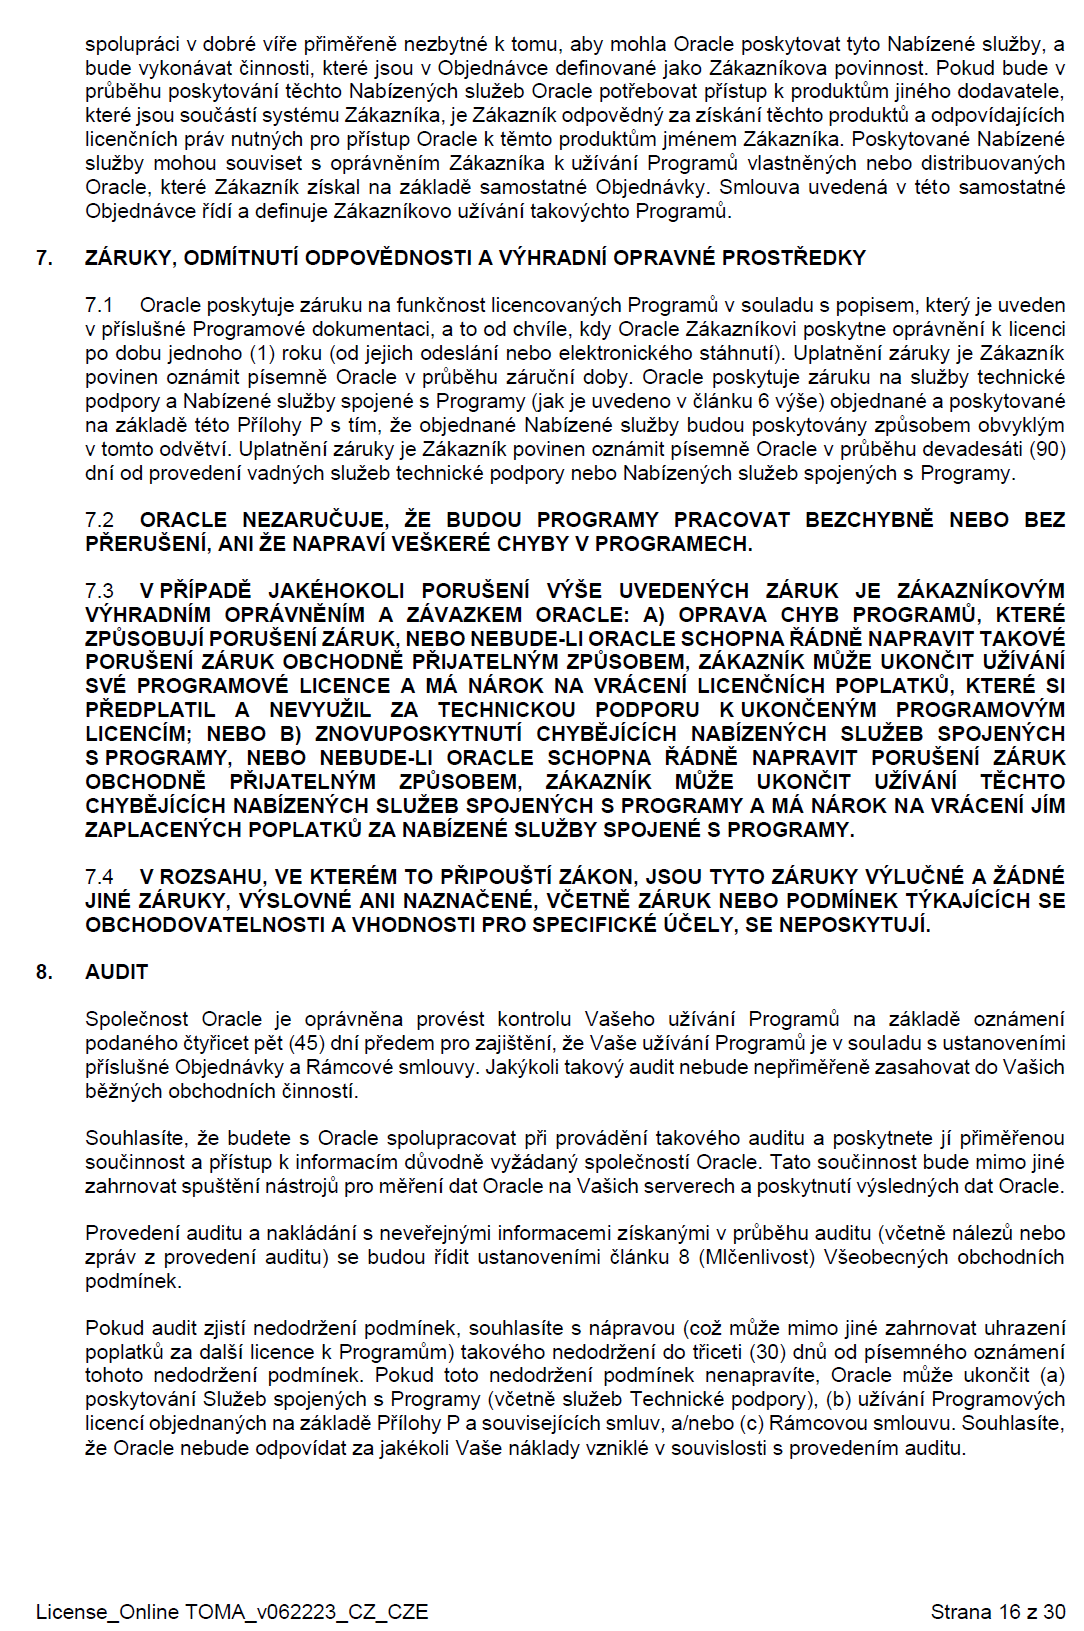 spolupráci v dobré víře přiměřeně nezbytné k tomu, aby mohla Oracle poskytovat tyto Nabízené služby, a
bude vykonávat činnosti, které jsou v Objednávce definované jako Zákazníkova povinnost. Pokud bude v
průběhu poskytování těchto Nabízených služeb Oracle potřebovat přístup k produktům jiného dodavatele,
které jsou součástí systému Zákazníka, je Zákazník odpovědný za získání těchto produktů a odpovídajících
licenčních práv nutných pro přístup Oracle k těmto produktům jménem Zákazníka. Poskytované Nabízené
služby mohou souviset s oprávněním Zákazníka k užívání Programů vlastněných nebo distribuovaných
Oracle, které Zákazník získal na základě samostatné Objednávky. Smlouva uvedená v této samostatné
Objednávce řídí a definuje Zákazníkovo užívání takovýchto Programů.
7. ZÁRUKY, ODMÍTNUTÍ ODPOVĚDNOSTI A VÝHRADNÍ OPRAVNÉ PROSTŘEDKY
7.1 Oracle poskytuje záruku na funkčnost licencovaných Programů v souladu s popisem, který je uveden
v příslušné Programové dokumentaci, a to od chvíle, kdy Oracle Zákazníkovi poskytne oprávnění k licenci
po dobu jednoho (1) roku (od jejich odeslání nebo elektronického stáhnutí). Uplatnění záruky je Zákazník
povinen oznámit písemně Oracle v průběhu záruční doby. Oracle poskytuje záruku na služby technické
podpory a Nabízené služby spojené s Programy (jak je uvedeno v článku 6 výše) objednané a poskytované
na základě této Přílohy P s tím, že objednané Nabízené služby budou poskytovány způsobem obvyklým
v tomto odvětví. Uplatnění záruky je Zákazník povinen oznámit písemně Oracle v průběhu devadesáti (90)
dní od provedení vadných služeb technické podpory nebo Nabízených služeb spojených s Programy.
7.2 ORACLE NEZARUČUJE, ŽE BUDOU PROGRAMY PRACOVAT BEZCHYBNĚ NEBO BEZ
PŘERUŠENÍ, ANI ŽE NAPRAVÍ VEŠKERÉ CHYBY V PROGRAMECH.
7.3 V PŘÍPADĚ JAKÉHOKOLI PORUŠENÍ VÝŠE UVEDENÝCH ZÁRUK JE ZÁKAZNÍKOVÝM
VÝHRADNÍM OPRÁVNĚNÍM A ZÁVAZKEM ORACLE: A) OPRAVA CHYB PROGRAMŮ, KTERÉ
ZPŮSOBUJÍ PORUŠENÍ ZÁRUK, NEBO NEBUDE-LI ORACLE SCHOPNA ŘÁDNĚ NAPRAVIT TAKOVÉ
PORUŠENÍ ZÁRUK OBCHODNĚ PŘIJATELNÝM ZPŮSOBEM, ZÁKAZNÍK MŮŽE UKONČIT UŽÍVÁNÍ
SVÉ PROGRAMOVÉ LICENCE A MÁ NÁROK NA VRÁCENÍ LICENČNÍCH POPLATKŮ, KTERÉ SI
PŘEDPLATIL A NEVYUŽIL ZA TECHNICKOU PODPORU K UKONČENÝM PROGRAMOVÝM
LICENCÍM; NEBO B) ZNOVUPOSKYTNUTÍ CHYBĚJÍCÍCH NABÍZENÝCH SLUŽEB SPOJENÝCH
S PROGRAMY, NEBO NEBUDE-LI ORACLE SCHOPNA ŘÁDNĚ NAPRAVIT PORUŠENÍ ZÁRUK
OBCHODNĚ PŘIJATELNÝM ZPŮSOBEM, ZÁKAZNÍK MŮŽE UKONČIT UŽÍVÁNÍ TĚCHTO
CHYBĚJÍCÍCH NABÍZENÝCH SLUŽEB SPOJENÝCH S PROGRAMY A MÁ NÁROK NA VRÁCENÍ JÍM
ZAPLACENÝCH POPLATKŮ ZA NABÍZENÉ SLUŽBY SPOJENÉ S PROGRAMY.
7.4 V ROZSAHU, VE KTERÉM TO PŘIPOUŠTÍ ZÁKON, JSOU TYTO ZÁRUKY VÝLUČNÉ A ŽÁDNÉ
JINÉ ZÁRUKY, VÝSLOVNÉ ANI NAZNAČENÉ, VČETNĚ ZÁRUK NEBO PODMÍNEK TÝKAJÍCÍCH SE
OBCHODOVATELNOSTI A VHODNOSTI PRO SPECIFICKÉ ÚČELY, SE NEPOSKYTUJÍ.
8. AUDIT
Společnost Oracle je oprávněna provést kontrolu Vašeho užívání Programů na základě oznámení
podaného čtyřicet pět (45) dní předem pro zajištění, že Vaše užívání Programů je v souladu s ustanoveními
příslušné Objednávky a Rámcové smlouvy. Jakýkoli takový audit nebude nepřiměřeně zasahovat do Vašich
běžných obchodních činností.
Souhlasíte, že budete s Oracle spolupracovat při provádění takového auditu a poskytnete jí přiměřenou
součinnost a přístup k informacím důvodně vyžádaný společností Oracle. Tato součinnost bude mimo jiné
zahrnovat spuštění nástrojů pro měření dat Oracle na Vašich serverech a poskytnutí výsledných dat Oracle.
Provedení auditu a nakládání s neveřejnými informacemi získanými v průběhu auditu (včetně nálezů nebo
zpráv z provedení auditu) se budou řídit ustanoveními článku 8 (Mlčenlivost) Všeobecných obchodních
podmínek.
Pokud audit zjistí nedodržení podmínek, souhlasíte s nápravou (což může mimo jiné zahrnovat uhrazení
poplatků za další licence k Programům) takového nedodržení do třiceti (30) dnů od písemného oznámení
tohoto nedodržení podmínek. Pokud toto nedodržení podmínek nenapravíte, Oracle může ukončit (a)
poskytování Služeb spojených s Programy (včetně služeb Technické podpory), (b) užívání Programových
licencí objednaných na základě Přílohy P a souvisejících smluv, a/nebo (c) Rámcovou smlouvu. Souhlasíte,
že Oracle nebude odpovídat za jakékoli Vaše náklady vzniklé v souvislosti s provedením auditu.
License_Online TOMA_v062223_CZ_CZE Strana 16 z 30